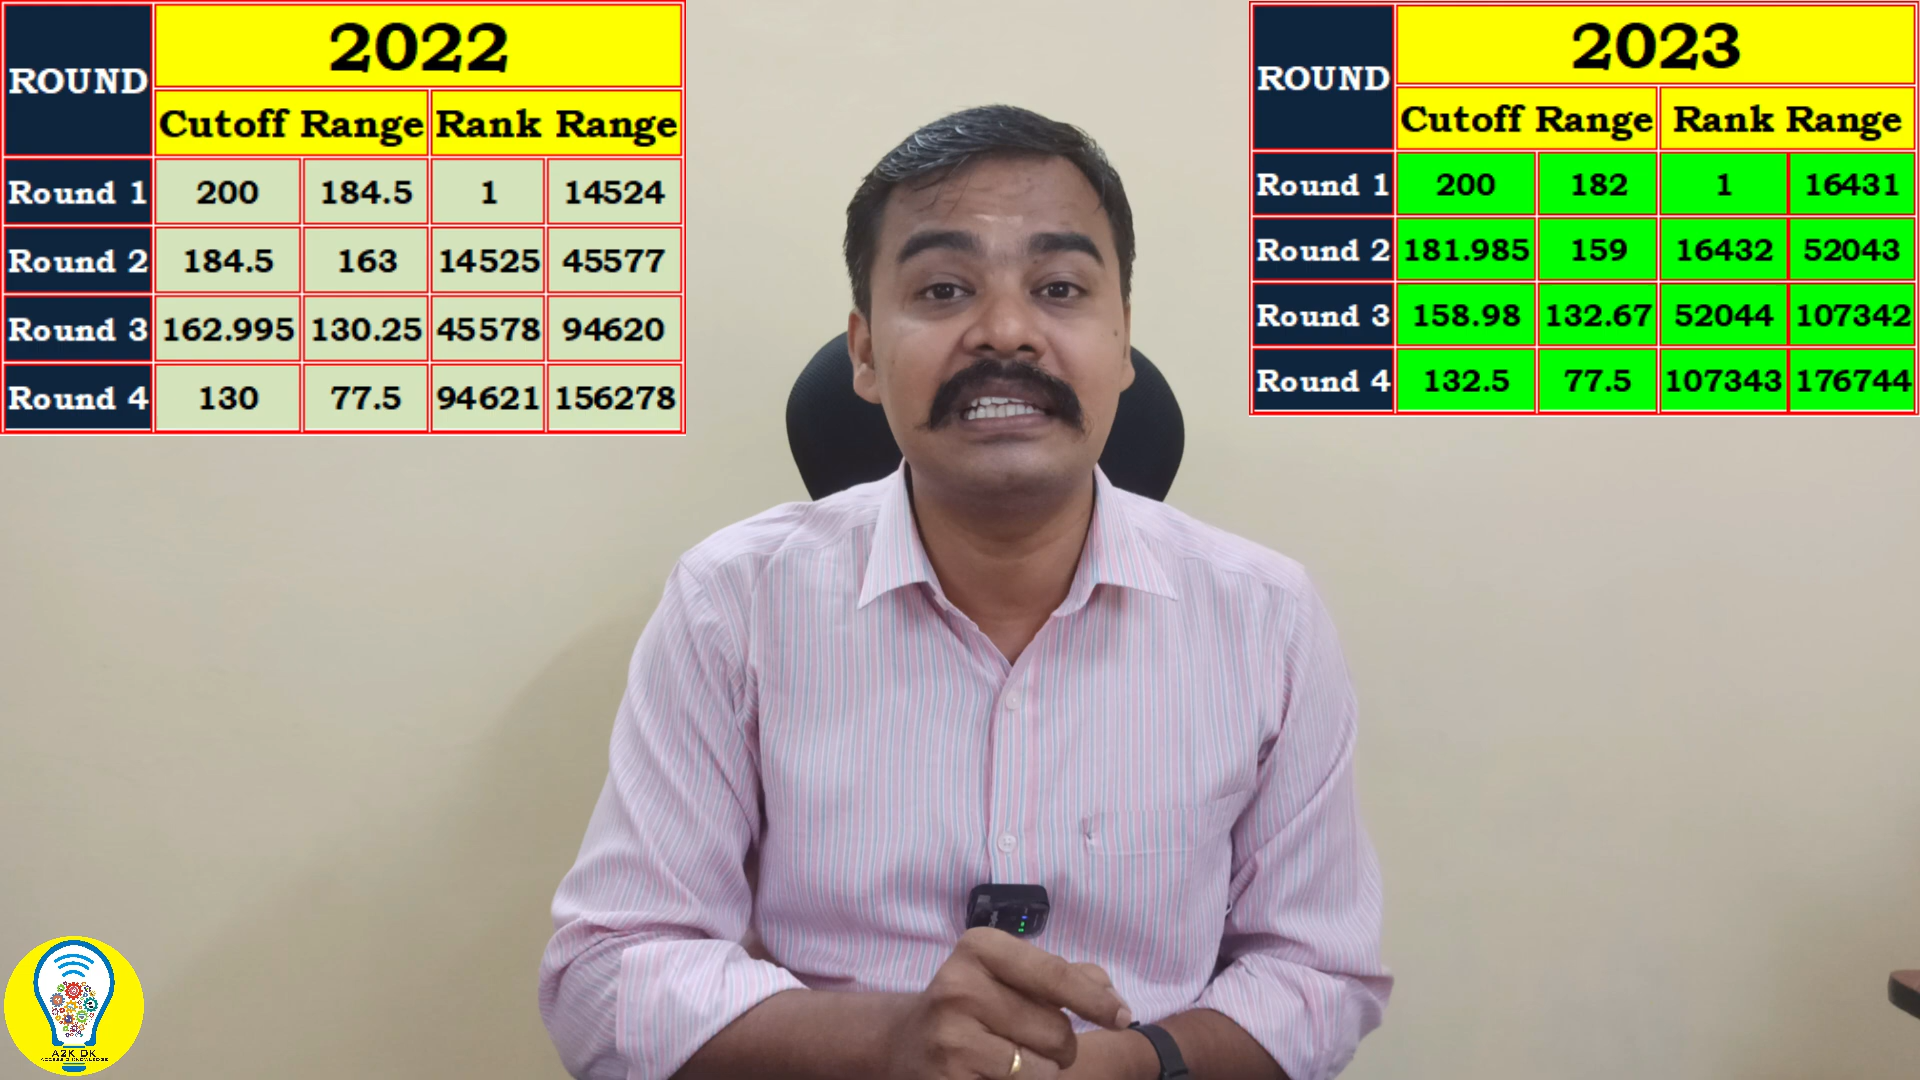 ROUND 2022
Cutoff Range Rank Range
Round 1 200 184.5 1 14524
Round 2 184.5 163 14525 45577
Round 3 162.995 130.25 45578 94620
Round 4 130 77.5 94621 156278
ROUND 2023
Cutoff Range Rank Range
Round 1 200 182 1 16431
Round 2 181.985 159 16432 52043
Round 3 158.98 132.67 52044 107342
Round 4 132.5 77.5 107343 176744
A2K DK